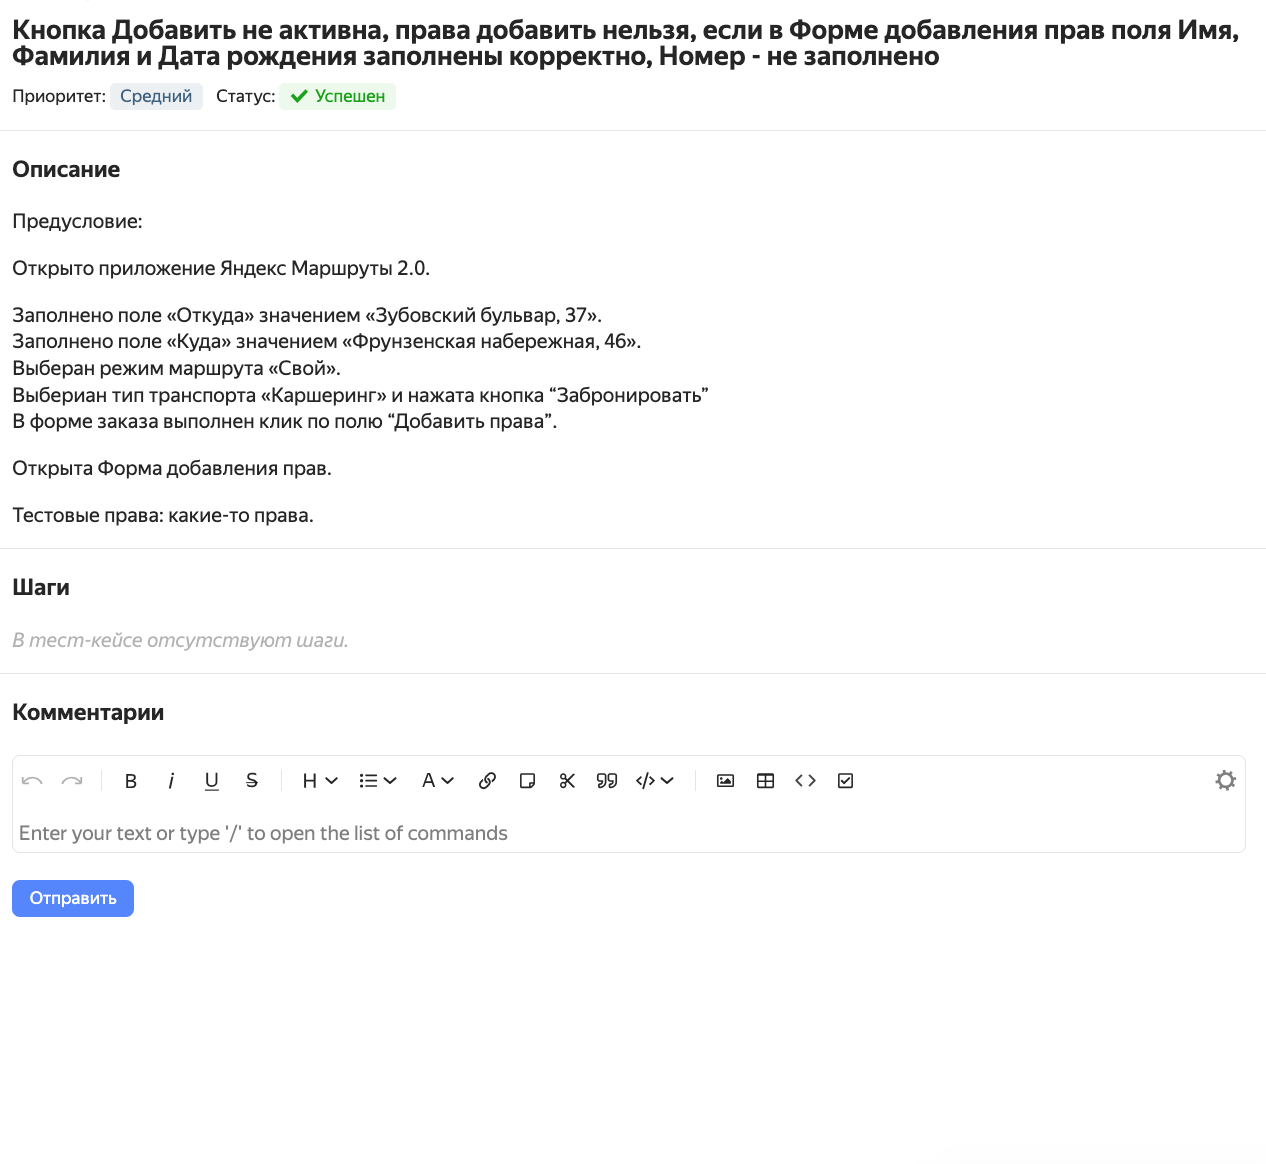 Кнопка Добавить не активна, права добавить нельзя, если в Форме добавления прав поля Имя,
Фамилия и Дата рождения заполнены корректно, Номер - не заполнено
Приоритет: Средний Статус: Успешен
Описание
Предусловие:
Открыто приложение Яндекс Маршруты 2.0.
Заполнено поле «Откуда» значением «Зубовский бульвар, 37».
Заполнено поле «Куда» значением «Фрунзенская набережная, 46».
Выберан режим маршрута «Свой».
Выбериан тип транспорта «Каршеринг» и нажата кнопка “Забронировать”
В форме заказа выполнен клик по полю “Добавить права”.
Открыта Форма добавления прав.
Тестовые права: какие-то права.
Шаги
В тест-кейсе отсутствуют шаги.
Комментарии
B i U S H A
Enter your text or type '/' to open the list of commands
Отправить